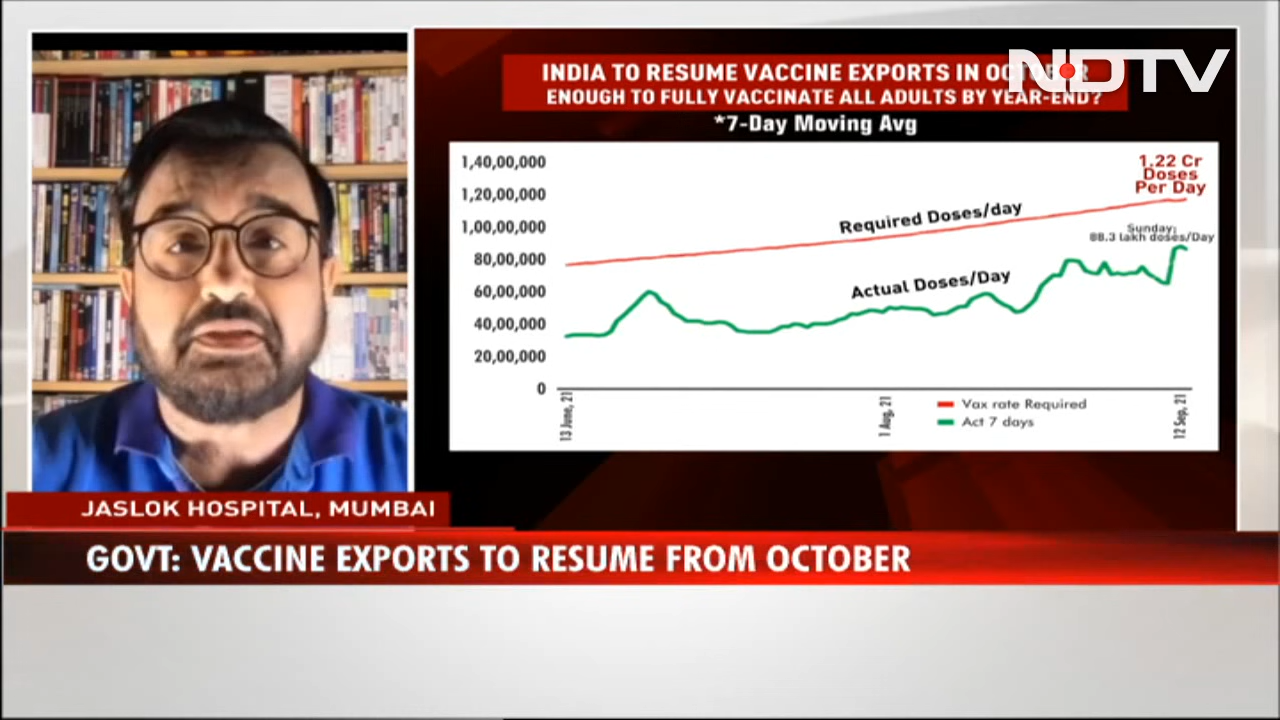 NDTV
INDIA TO RESUME VACCINE EXPORTS IN OCTOBER
ENOUGH TO FULLY VACCINATE ALL ADULTS BY YEAR-END?
*7-Day Moving Avg
1,40,00,000
1,20,00,000
1,00,00,000
80,00,000
60,00,000
40,00,000
20,00,000
0
1.22 Cr
Doses
Per Day
Required Doses/day
Sunday:
88.3 lakh doses/Day
Actual Doses/Day
13 June, 21
1 Aug, 21
12 Sep, 21
Vax rate Required
Act 7 days
JASLOK HOSPITAL, MUMBAI
GOVT: VACCINE EXPORTS TO RESUME FROM OCTOBER